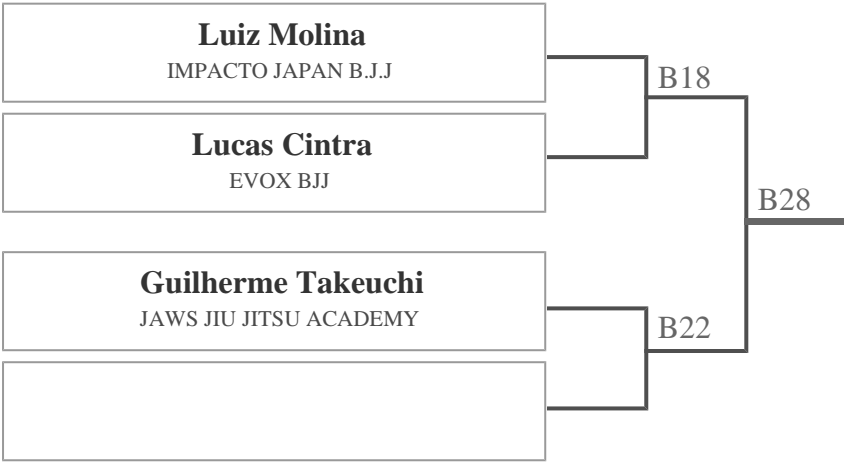 Luiz Molina
IMPACTO JAPAN B.J.J
B18
Lucas Cintra
EVOX BJJ
B28
Guilherme Takeuchi
JAWS JIU JITSU ACADEMY
B22